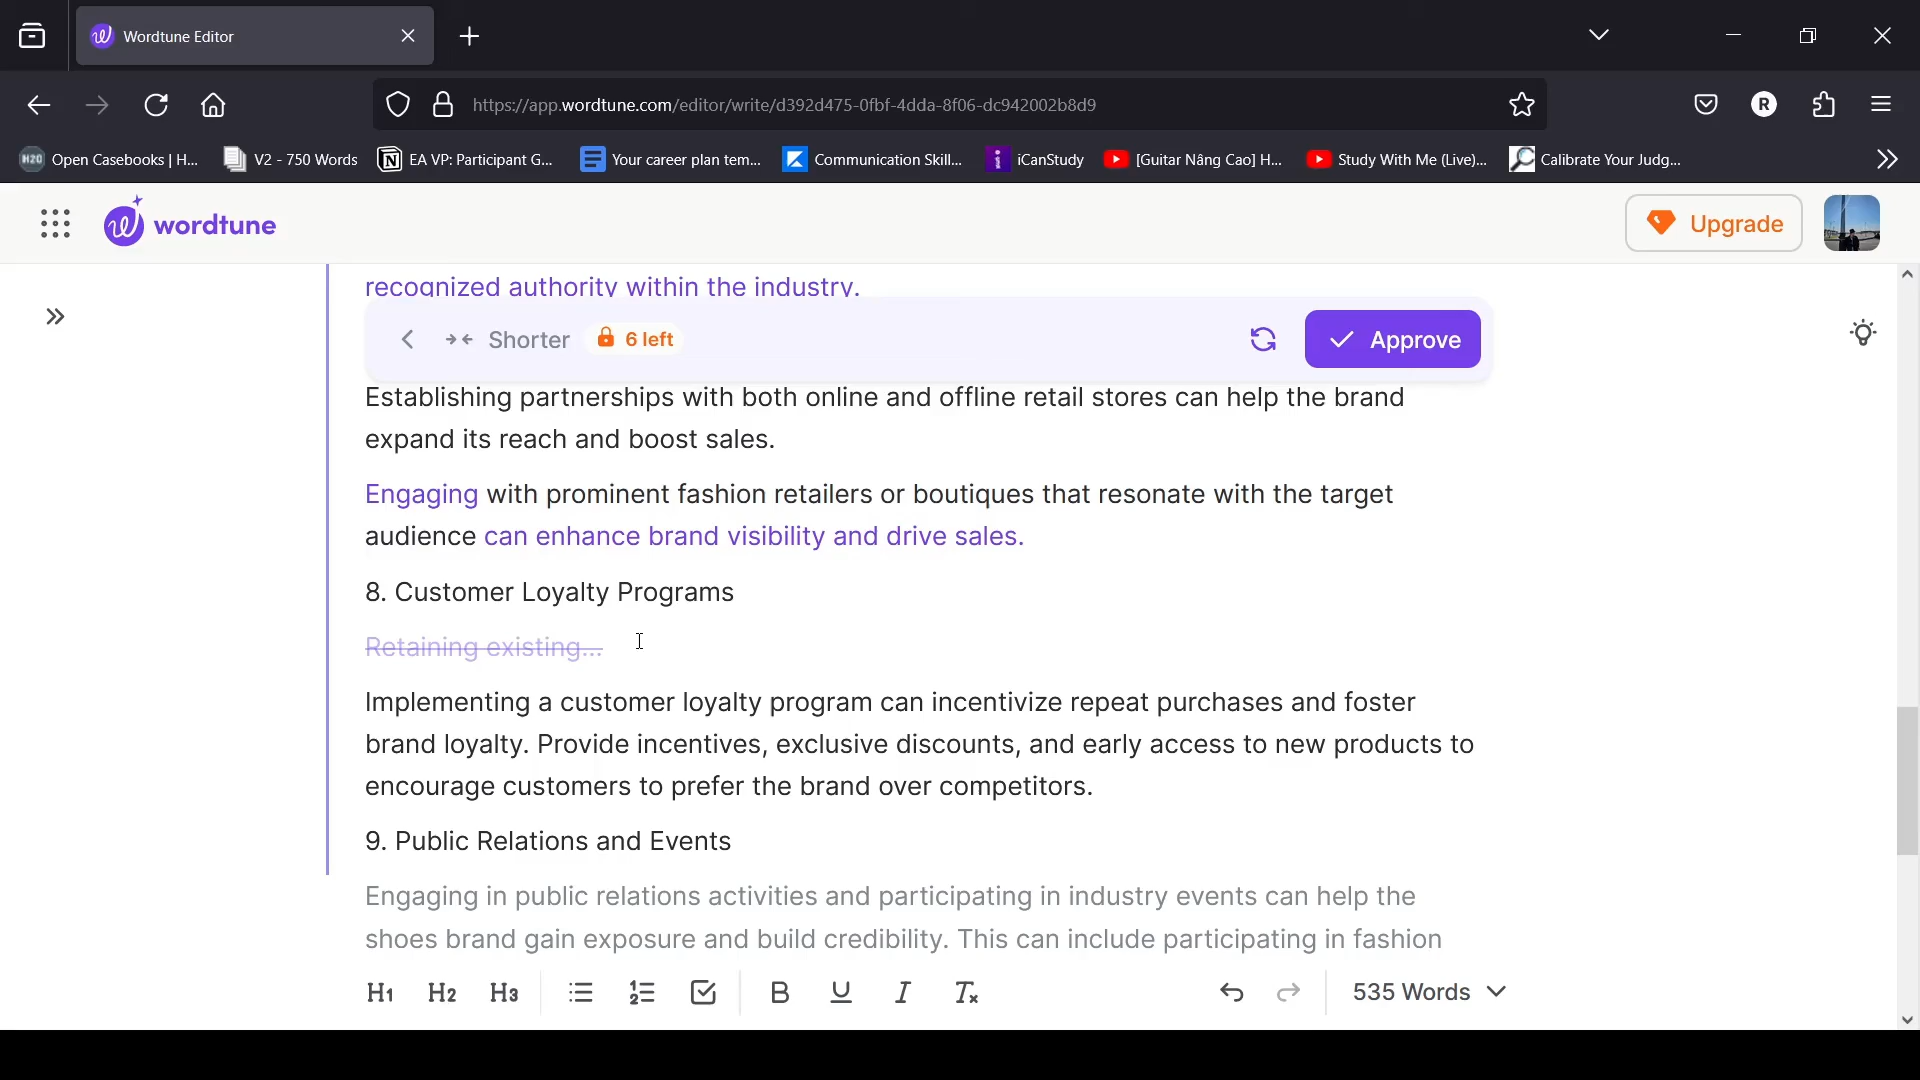 Wordtune Editor
https://app.wordtune.com/editor/write/d392d475-0fbf-4dda-8f06-dc942002b8d9
R
H2O Open Casebooks | H...
V2 - 750 Words
EA VP: Participant G...
Your career plan tem...
Communication Skill...
iCanStudy
[Guitar Nâng Cao] H...
Study With Me (Live)...
Calibrate Your Judg...
wordtune
Upgrade
recognized authority within the industry.
Shorter
6 left
Approve
Establishing partnerships with both online and offline retail stores can help the brand
expand its reach and boost sales.
Engaging with prominent fashion retailers or boutiques that resonate with the target
audience can enhance brand visibility and drive sales.
8. Customer Loyalty Programs
Retaining existing...
Implementing a customer loyalty program can incentivize repeat purchases and foster
brand loyalty. Provide incentives, exclusive discounts, and early access to new products to
encourage customers to prefer the brand over competitors.
9. Public Relations and Events
Engaging in public relations activities and participating in industry events can help the
shoes brand gain exposure and build credibility. This can include participating in fashion
H1 H2 H3 B U I Tx 535 Words